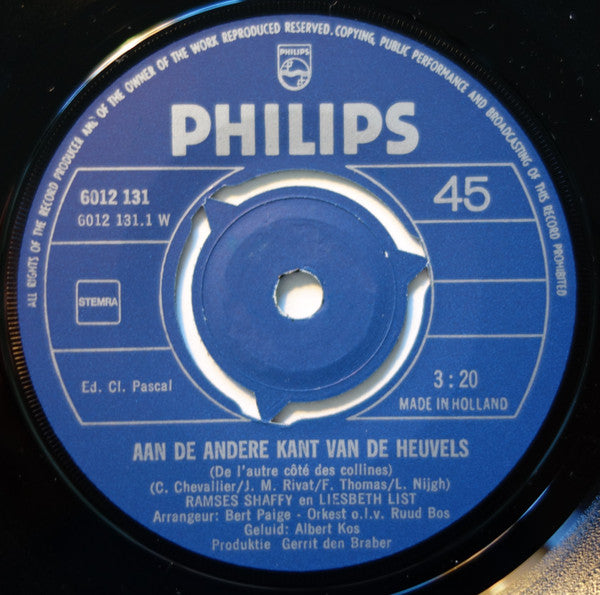 ALL RIGHTS OF THE RECORD PRODUCER AND OF THE OWNER OF THE WORK REPRODUCED RESERVED. COPYING, PUBLIC PERFORMANCE AND BROADCASTING OF THIS RECORD PROHIBITED
PHILIPS
PHILIPS
6012 131
6012 131.1 W
45
STEMRA
Ed. Cl. Pascal
3:20
MADE IN HOLLAND
AAN DE ANDERE KANT VAN DE HEUVELS
(De l'autre côté des collines)
(C. Chevallier/J. M. Rivat/F. Thomas/L. Nijgh)
RAMSES SHAFFY en LIESBETH LIST
Arrangeur: Bert Paige - Orkest o.l.v. Ruud Bos
Geluid: Albert Kos
Produktie Gerrit den Braber